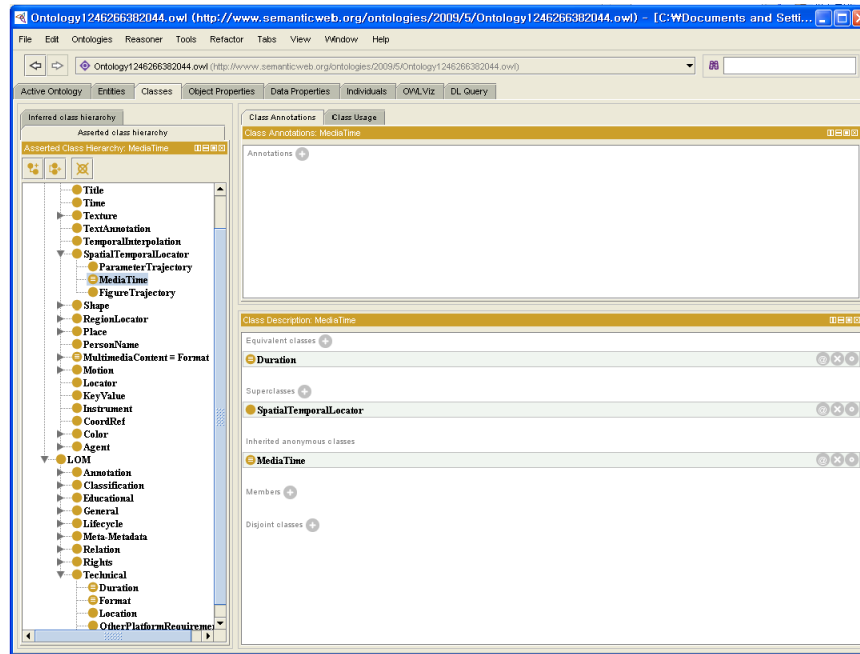 Ontology1246266382044.owl (http://www.semanticweb.org/ontologies/2009/5/Ontology1246266382044.owl) - [C:₩Documents and Setti...
File Edit Ontologies Reasoner Tools Refactor Tabs View Window Help
Ontology1246266382044.owl (http://www.semanticweb.org/ontologies/2009/5/Ontology1246266382044.owl)
Active Ontology Entities Classes Object Properties Data Properties Individuals OWLViz DL Query
Inferred class hierarchy
Asserted class hierarchy
Asserted Class Hierarchy: MediaTime
Title
Time
Texture
TextAnnotation
TemporalInterpolation
SpatialTemporalLocator
ParameterTrajectory
MediaTime
FigureTrajectory
Shape
RegionLocator
Place
PersonName
MultimediaContent = Format
Motion
Locator
KeyValue
Instrument
CoordRef
Color
Agent
LOM
Annotation
Classification
Educational
General
Lifecycle
Meta-Metadata
Relation
Rights
Technical
Duration
Format
Location
OtherPlatformRequiremen
Class Annotations Class Usage
Class Annotations: MediaTime
Annotations
Class Description: MediaTime
Equivalent classes
Duration
Superclasses
SpatialTemporalLocator
Inherited anonymous classes
MediaTime
Members
Disjoint classes